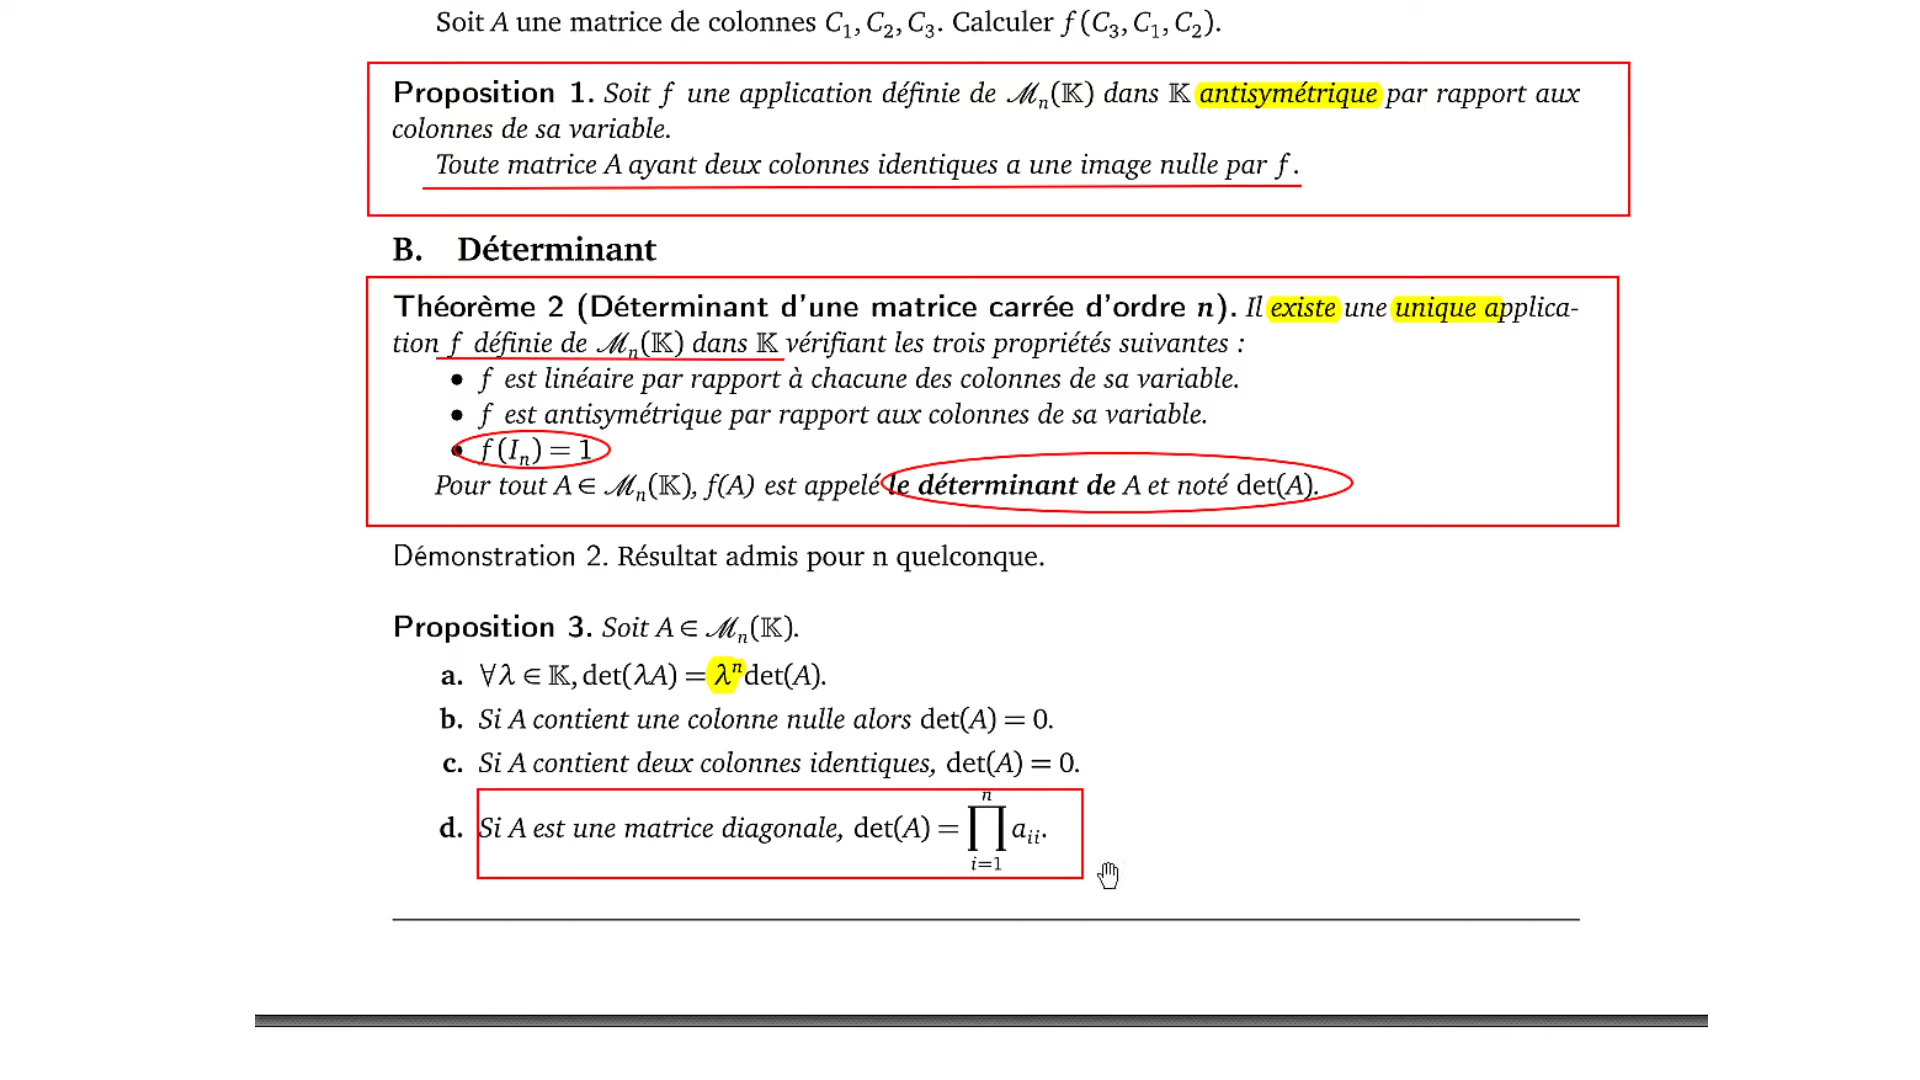 Soit A une matrice de colonnes C₁, C₂, C₃. Calculer f(C₃, C₁, C₂).
Proposition 1. Soit f une application définie de ℳₙ(𝕂) dans 𝕂 antisymétrique par rapport aux
colonnes de sa variable.
Toute matrice A ayant deux colonnes identiques a une image nulle par f.
B. Déterminant
Théorème 2 (Déterminant d'une matrice carrée d'ordre n). Il existe une unique applica-
tion f définie de ℳₙ(𝕂) dans 𝕂 vérifiant les trois propriétés suivantes :
• f est linéaire par rapport à chacune des colonnes de sa variable.
• f est antisymétrique par rapport aux colonnes de sa variable.
• f(Iₙ) = 1
Pour tout A ∈ ℳₙ(𝕂), f(A) est appelé le déterminant de A et noté det(A).
Démonstration 2. Résultat admis pour n quelconque.
Proposition 3. Soit A ∈ ℳₙ(𝕂).
a. ∀λ ∈ 𝕂, det(λA) = λⁿ det(A).
b. Si A contient une colonne nulle alors det(A) = 0.
c. Si A contient deux colonnes identiques, det(A) = 0.
d. Si A est une matrice diagonale, det(A) = ∏ⁿᵢ₌₁ aᵢᵢ.